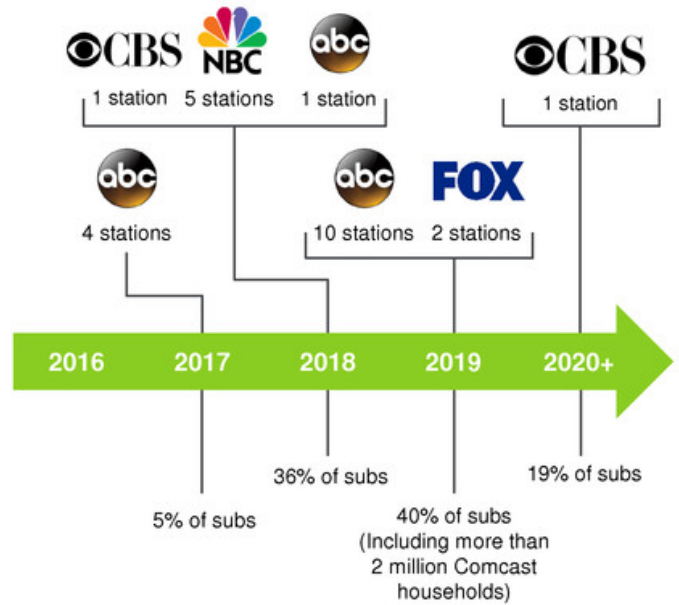 CBS NBC abc CBS
1 station 5 stations 1 station 1 station
abc abc FOX
4 stations 10 stations 2 stations
2016 2017 2018 2019 2020+
36% of subs 19% of subs
5% of subs 40% of subs
(Including more than
2 million Comcast
households)